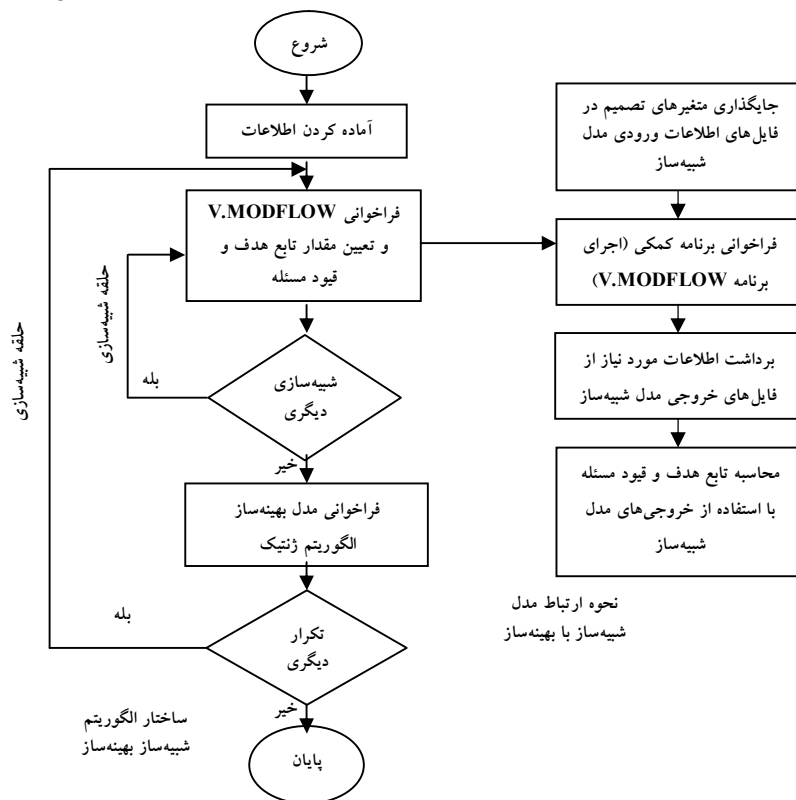 شروع
آماده کردن اطلاعات
فراخوانی V.MODFLOW
و تعیین مقدار تابع هدف و
قیود مسئله
شبیه‌سازی
دیگری
بله
خیر
حلقه شبیه‌سازی
حلقه شبیه‌سازی
فراخوانی مدل بهینه‌ساز
الگوریتم ژنتیک
تکرار
دیگری
بله
خیر
پایان
ساختار الگوریتم
شبیه‌ساز بهینه‌ساز
جایگذاری متغیرهای تصمیم در
فایل‌های اطلاعات ورودی مدل
شبیه‌ساز
فراخوانی برنامه کمکی (اجرای
برنامه V.MODFLOW)
برداشت اطلاعات مورد نیاز از
فایل‌های خروجی مدل شبیه‌ساز
محاسبه تابع هدف و قیود مسئله
با استفاده از خروجی‌های مدل
شبیه‌ساز
نحوه ارتباط مدل
شبیه‌ساز با بهینه‌ساز